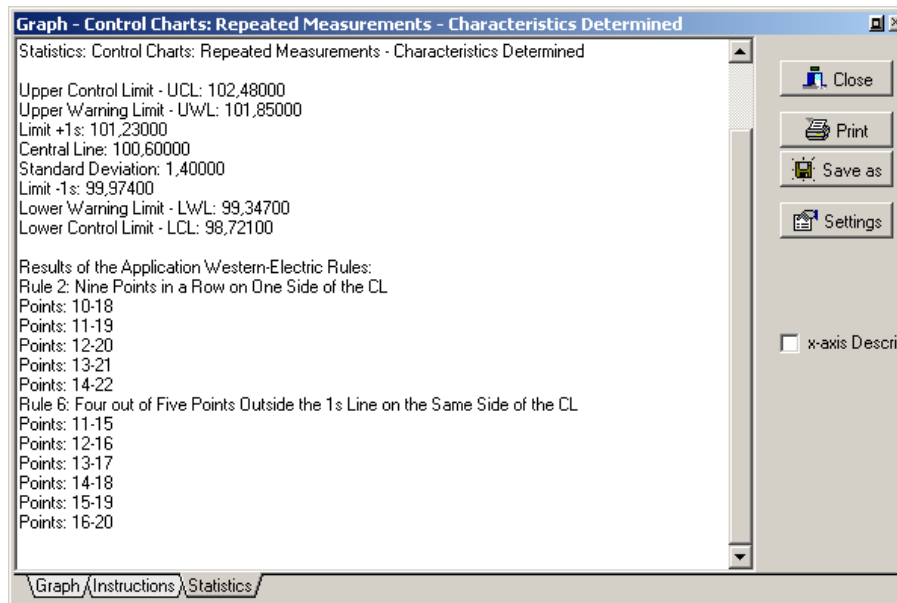 Graph - Control Charts: Repeated Measurements - Characteristics Determined
Statistics: Control Charts: Repeated Measurements - Characteristics Determined
Upper Control Limit - UCL: 102,48000
Upper Warning Limit - UWL: 101,85000
Limit +1s: 101,23000
Central Line: 100,60000
Standard Deviation: 1,40000
Limit -1s: 99,97400
Lower Warning Limit - LWL: 99,34700
Lower Control Limit - LCL: 98,72100
Results of the Application Western-Electric Rules:
Rule 2: Nine Points in a Row on One Side of the CL
Points: 10-18
Points: 11-19
Points: 12-20
Points: 13-21
Points: 14-22
Rule 6: Four out of Five Points Outside the 1s Line on the Same Side of the CL
Points: 11-15
Points: 12-16
Points: 13-17
Points: 14-18
Points: 15-19
Points: 16-20
Close
Print
Save as
Settings
x-axis Descri
Graph Instructions Statistics